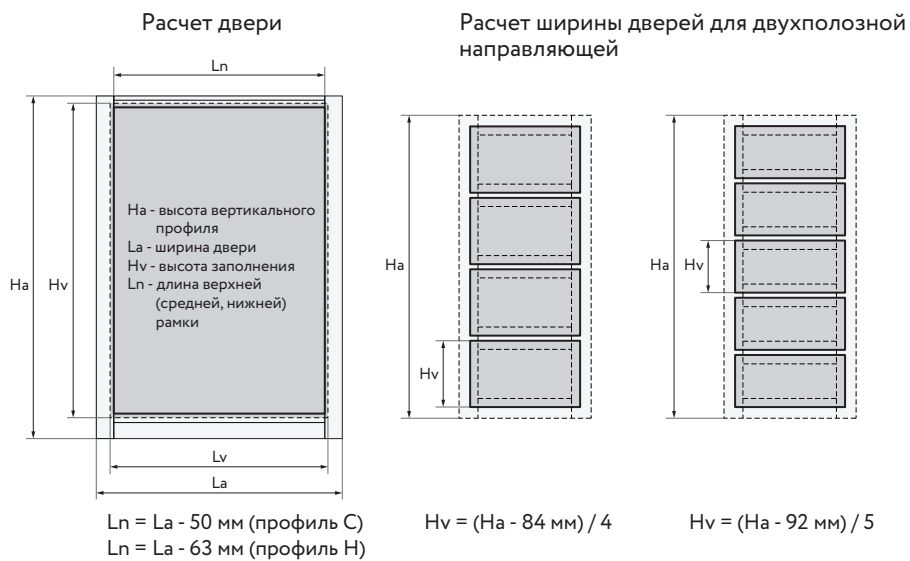 Расчет двери
Расчет ширины дверей для двухполозной
направляющей
Ln
Ha - высота вертикального
профиля
La - ширина двери
Hv - высота заполнения
Ln - длина верхней
(средней, нижней)
рамки
Ha
Hv
Lv
La
Ln = La - 50 мм (профиль C)
Ln = La - 63 мм (профиль H)
Ha
Hv
Hv = (Ha - 84 мм) / 4
Ha
Hv
Hv = (Ha - 92 мм) / 5